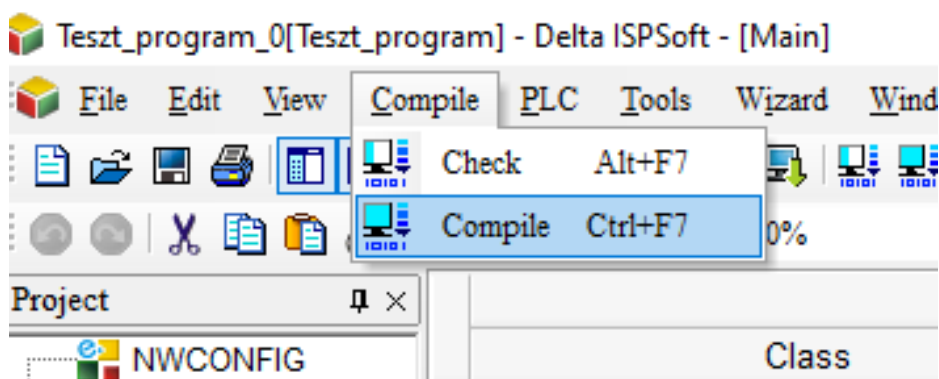 Teszt_program_0[Teszt_program] - Delta ISPSoft - [Main]
File Edit View Compile PLC Tools Wizard Wind
Check Alt+F7
Compile Ctrl+F7 0%
Project
NWCONFIG
Class